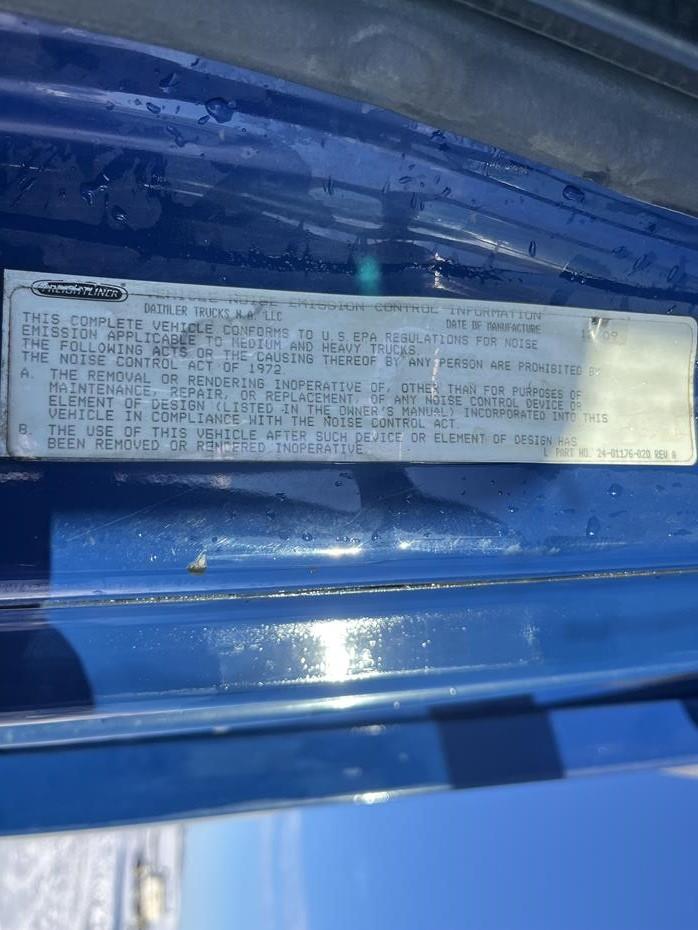 FREIGHTLINER
VEHICLE NOISE EMISSION CONTROL INFORMATION
DAIMLER TRUCKS N.A. LLC
DATE OF MANUFACTURE
THIS COMPLETE VEHICLE CONFORMS TO U.S.EPA REGULATIONS FOR NOISE
EMISSION APPLICABLE TO MEDIUM AND HEAVY TRUCKS.
THE FOLLOWING ACTS OR THE CAUSING THEREOF BY ANY PERSON ARE PROHIBITED BY
THE NOISE CONTROL ACT OF 1972
A. THE REMOVAL OR RENDERING INOPERATIVE OF, OTHER THAN FOR PURPOSES OF
MAINTENANCE, REPAIR, OR REPLACEMENT, OF ANY NOISE CONTROL DEVICE OR
ELEMENT OF DESIGN (LISTED IN THE OWNER'S MANUAL) INCORPORATED INTO THIS
VEHICLE IN COMPLIANCE WITH THE NOISE CONTROL ACT.
B. THE USE OF THIS VEHICLE AFTER SUCH DEVICE OR ELEMENT OF DESIGN HAS
BEEN REMOVED OR RENDERED INOPERATIVE.
L PART NO. 24-01176-020 REV A